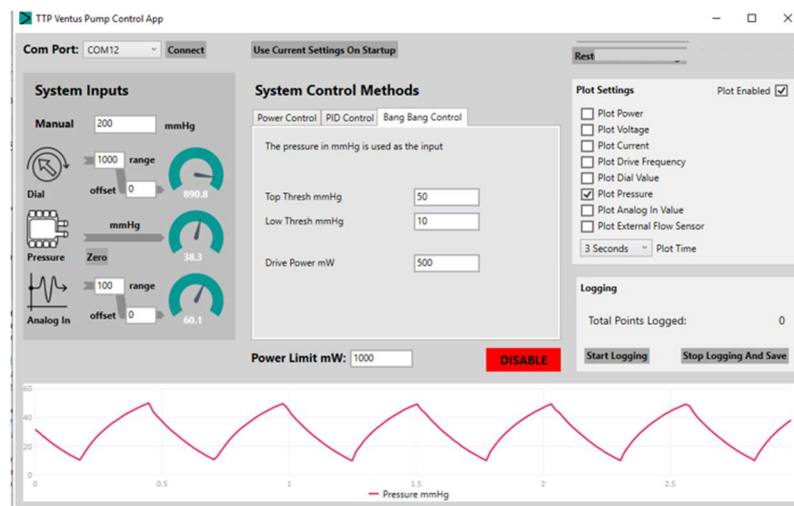 TTP Ventus Pump Control App
Com Port: COM12 Connect Use Current Settings On Startup
System Inputs
Manual 200 mmHg
Dial
1000 range
offset 0
890.8
Pressure
mmHg
Zero
38.3
Analog In
100 range
offset 0
60.1
System Control Methods
Power Control PID Control Bang Bang Control
The pressure in mmHg is used as the input
Top Thresh mmHg 50
Low Thresh mmHg 10
Drive Power mW 500
Power Limit mW: 1000 DISABLE
Rest
Plot Settings Plot Enabled
Plot Power
Plot Voltage
Plot Current
Plot Drive Frequency
Plot Dial Value
Plot Pressure
Plot Analog In Value
Plot External Flow Sensor
3 Seconds Plot Time
Logging
Total Points Logged: 0
Start Logging Stop Logging And Save
60
40
20
0
0 0.5 1 1.5 2 2.5
Pressure mmHg